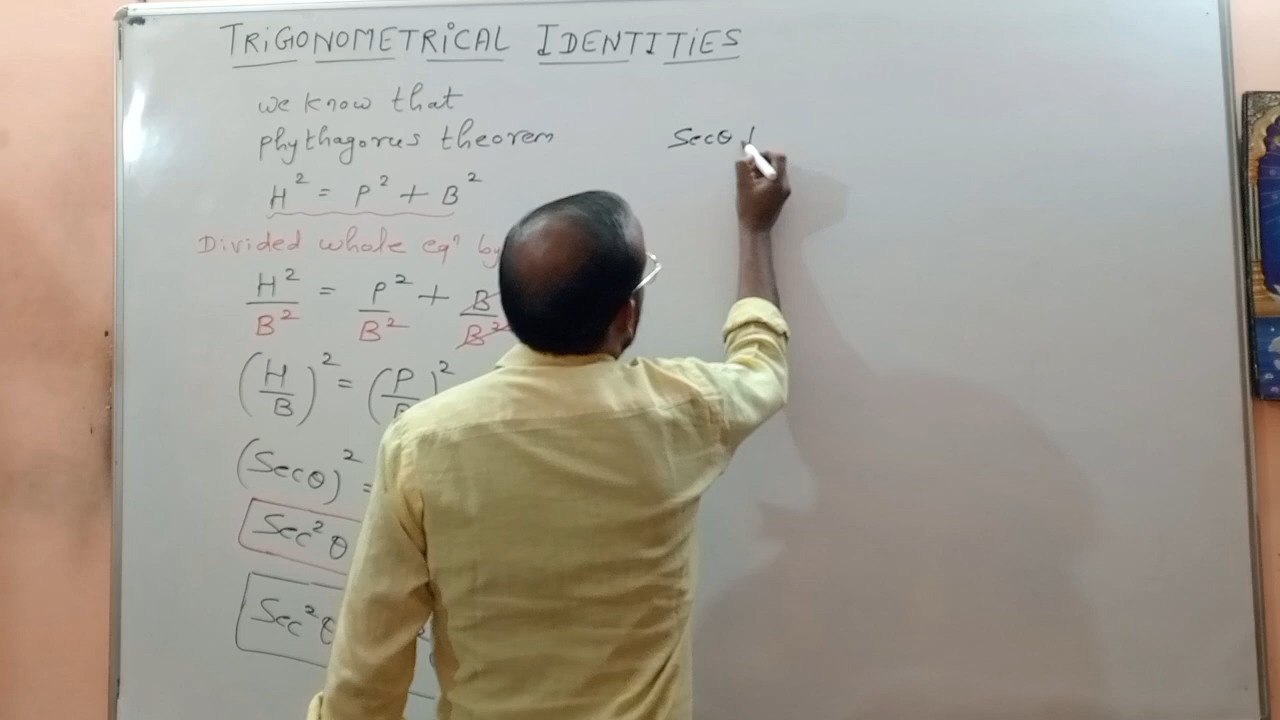 TRIGONOMETRICAL IDENTITIES
we know that
phythagorus theorem
H² = P² + B²
Divided whole eqⁿ by
H²/B² = P²/B² + B/B²
(H/B)² = (P/B)²
(Secθ)² =
Sec²θ
Sec²θ
Secθ